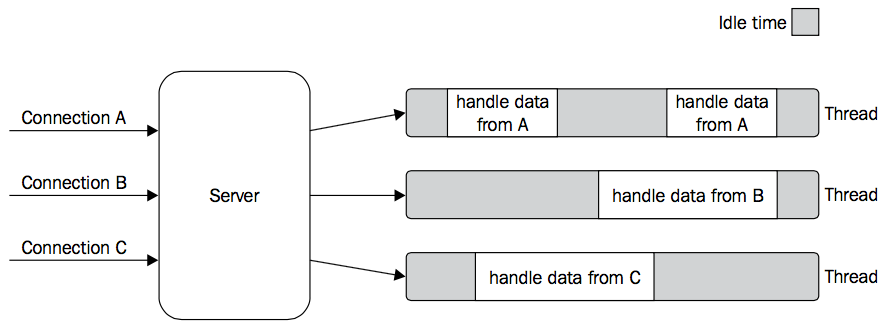 Idle time
Connection A
handle data
from A
handle data
from A
Thread
Connection B
Server
handle data from B
Thread
Connection C
handle data from C
Thread